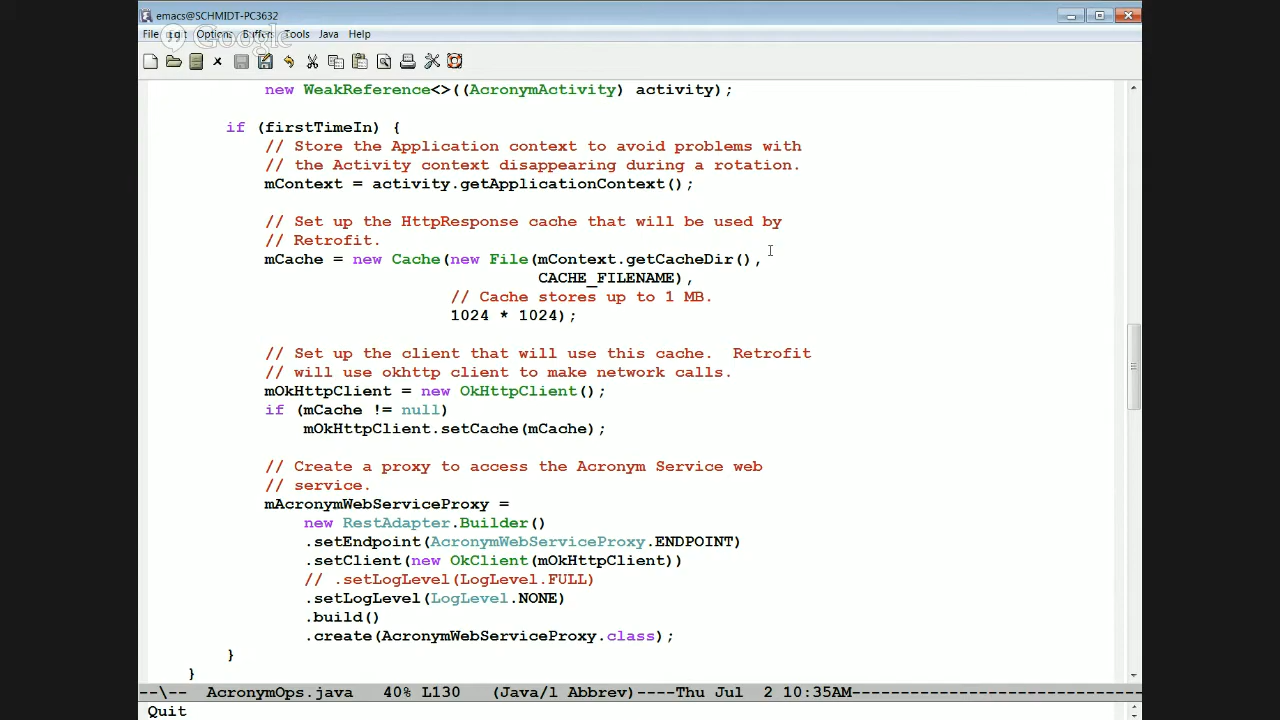 emacs@SCHMIDT-PC3632
File Edit Options Buffers Tools Java Help
Google
new WeakReference<>((AcronymActivity) activity);
if (firstTimeIn) {
// Store the Application context to avoid problems with
// the Activity context disappearing during a rotation.
mContext = activity.getApplicationContext();
// Set up the HttpResponse cache that will be used by
// Retrofit.
mCache = new Cache(new File(mContext.getCacheDir(),
CACHE_FILENAME),
// Cache stores up to 1 MB.
1024 * 1024);
// Set up the client that will use this cache.  Retrofit
// will use okhttp client to make network calls.
mOkHttpClient = new OkHttpClient();
if (mCache != null)
mOkHttpClient.setCache(mCache);
// Create a proxy to access the Acronym Service web
// service.
mAcronymWebServiceProxy =
new RestAdapter.Builder()
.setEndpoint(AcronymWebServiceProxy.ENDPOINT)
.setClient(new OkClient(mOkHttpClient))
// .setLogLevel(LogLevel.FULL)
.setLogLevel(LogLevel.NONE)
.build()
.create(AcronymWebServiceProxy.class);
}
}
--\-- AcronymOps.java 40% L130 (Java/l Abbrev)----Thu Jul 2 10:35AM------------------------------
Quit